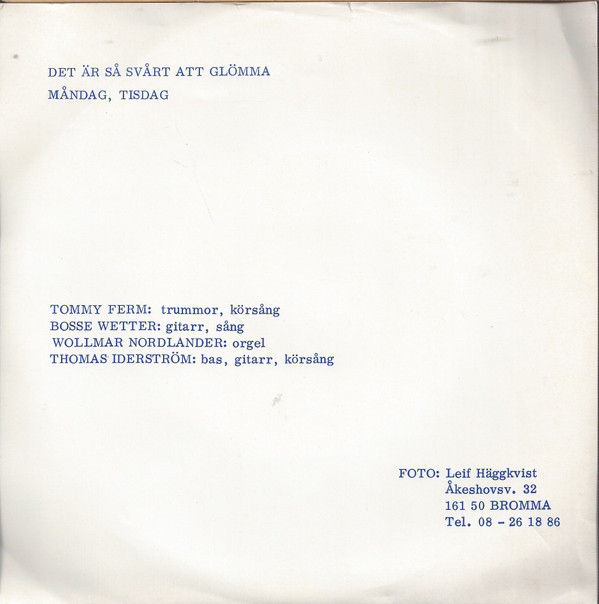 DET ÄR SÅ SVÅRT ATT GLÖMMA
MÅNDAG, TISDAG
TOMMY FERM: trummor, körsång
BOSSE WETTER: gitarr, sång
WOLLMAR NORDLANDER: orgel
THOMAS IDERSTRÖM: bas, gitarr, körsång
FOTO: Leif Häggkvist
Åkeshovsv. 32
161 50 BROMMA
Tel. 08 - 26 18 86